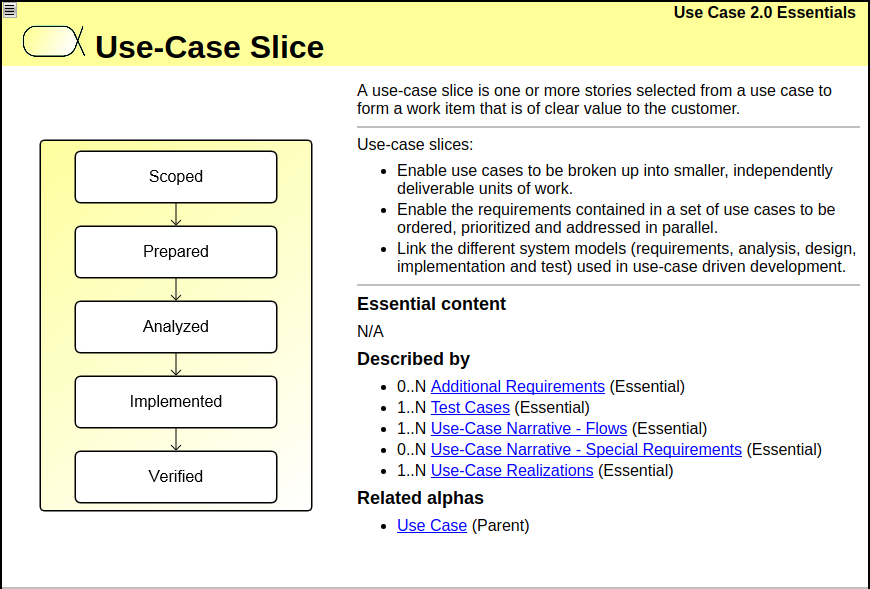 Use Case 2.0 Essentials
Use-Case Slice
Scoped
Prepared
Analyzed
Implemented
Verified
A use-case slice is one or more stories selected from a use case to
form a work item that is of clear value to the customer.
Use-case slices:
• Enable use cases to be broken up into smaller, independently
deliverable units of work.
• Enable the requirements contained in a set of use cases to be
ordered, prioritized and addressed in parallel.
• Link the different system models (requirements, analysis, design,
implementation and test) used in use-case driven development.
Essential content
N/A
Described by
• 0..N Additional Requirements (Essential)
• 1..N Test Cases (Essential)
• 1..N Use-Case Narrative - Flows (Essential)
• 0..N Use-Case Narrative - Special Requirements (Essential)
• 1..N Use-Case Realizations (Essential)
Related alphas
• Use Case (Parent)